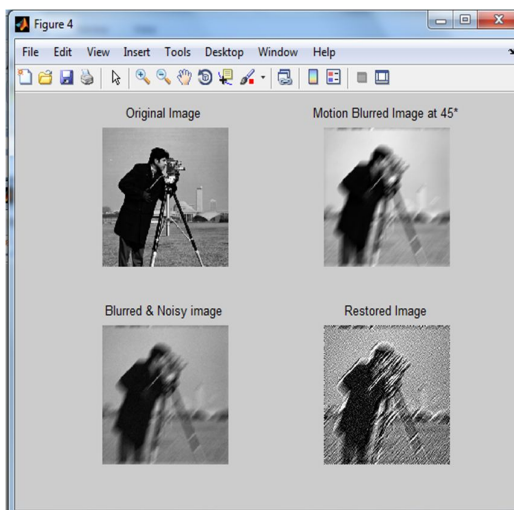 Figure 4
File Edit View Insert Tools Desktop Window Help
Original Image
Motion Blurred Image at 45*
Blurred & Noisy image
Restored Image